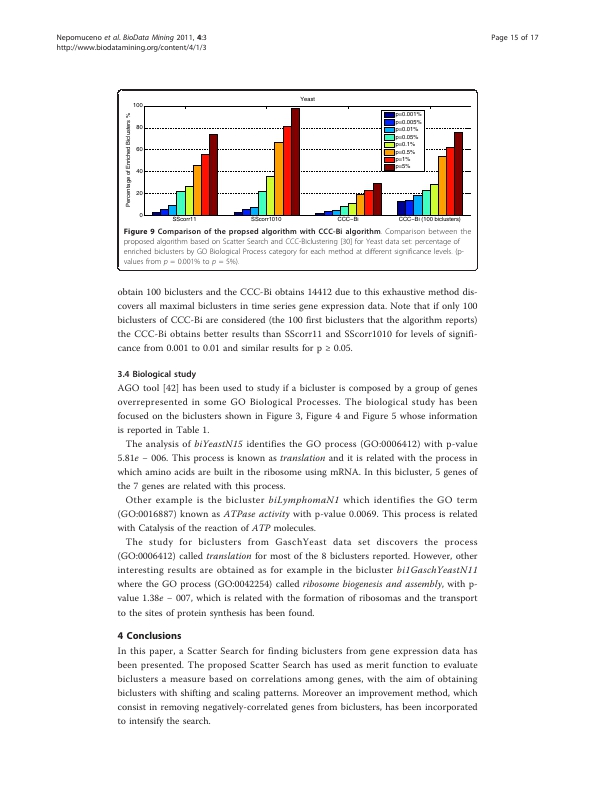 Nepomuceno et al. BioData Mining 2011, 4:3
http://www.biodatamining.org/content/4/1/3
Page 15 of 17
Yeast
Percentage of Enriched Biclusters %
100
80
60
40
20
0
p=0.001%
p=0.005%
p=0.01%
p=0.05%
p=0.1%
p=0.5%
p=1%
p=5%
SScorr11
SScorr1010
CCC−Bi
CCC−Bi (100 biclusters)
Figure 9 Comparison of the propsed algorithm with CCC-Bi algorithm. Comparison between the
proposed algorithm based on Scatter Search and CCC-Biclustering [30] for Yeast data set: percetage of
enriched biclusters by GO Biological Process category for each method at different significance levels. (p-
values from p = 0.001% to p = 5%).
obtain 100 biclusters and the CCC-Bi obtains 14412 due to this exhaustive method dis-
covers all maximal biclusters in time series gene expression data. Note that if only 100
biclusters of CCC-Bi are considered (the 100 first biclusters that the algorithm reports)
the CCC-Bi obtains better results than SScorr11 and SScorr1010 for levels of signifi-
cance from 0.001 to 0.01 and similar results for p ≥ 0.05.
3.4 Biological study
AGO tool [42] has been used to study if a bicluster is composed by a group of genes
overrepresented in some GO Biological Processes. The biological study has been
focused on the biclusters shown in Figure 3, Figure 4 and Figure 5 whose information
is reported in Table 1.
The analysis of biYeastN15 identifies the GO process (GO:0006412) with p-value
5.81e − 006. This process is known as translation and it is related with the process in
which amino acids are built in the ribosome using mRNA. In this bicluster, 5 genes of
the 7 genes are related with this process.
Other example is the bicluster biLymphomaN1 which identifies the GO term
(GO:0016887) known as ATPase activity with p-value 0.0069. This process is related
with Catalysis of the reaction of ATP molecules.
The study for biclusters from GaschYeast data set discovers the process
(GO:0006412) called translation for most of the 8 biclusters reported. However, other
interesting results are obtained as for example in the bicluster bi1GaschYeastN11
where the GO process (GO:0042254) called ribosome biogenesis and assembly, with p-
value 1.38e − 007, which is related with the formation of ribosomas and the transport
to the sites of protein synthesis has been found.
4 Conclusions
In this paper, a Scatter Search for finding biclusters from gene expression data has
been presented. The proposed Scatter Search has used as merit function to evaluate
biclusters a measure based on correlations among genes, with the aim of obtaining
biclusters with shifting and scaling patterns. Moreover an improvement method, which
consist in removing negatively-correlated genes from biclusters, has been incorporated
to intensify the search.